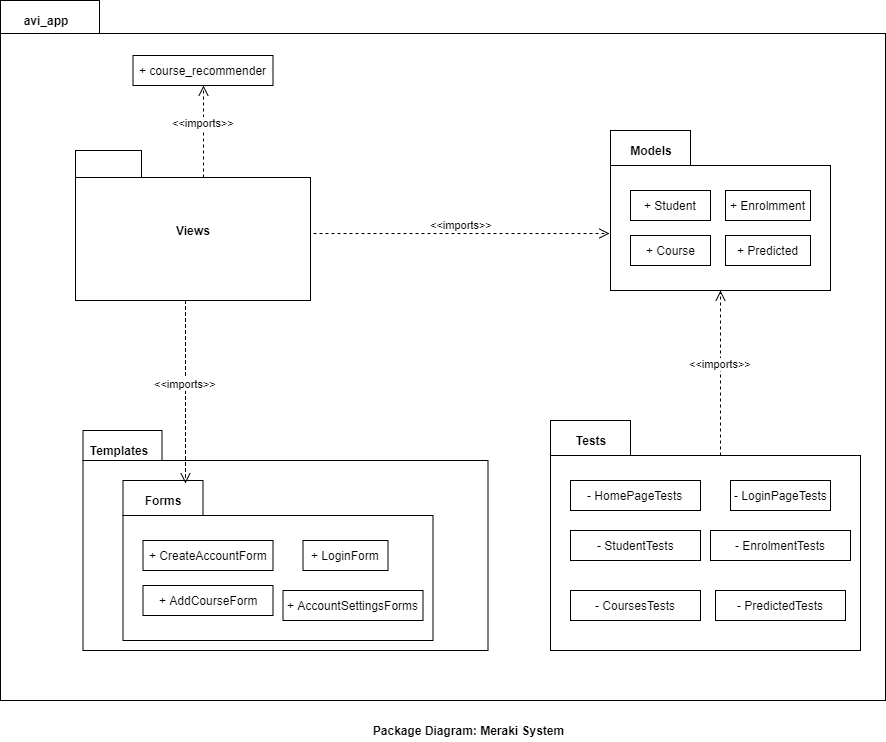 avi_app
+ course_recommender
<<imports>>
Models
+ Student
+ Enrolmment
Views
<<imports>>
+ Course
+ Predicted
<<imports>>
<<imports>>
Templates
Tests
Forms
- HomePageTests
- LoginPageTests
+ CreateAccountForm
+ LoginForm
- StudentTests
- EnrolmentTests
+ AddCourseForm
+ AccountSettingsForms
- CoursesTests
- PredictedTests
Package Diagram: Meraki System